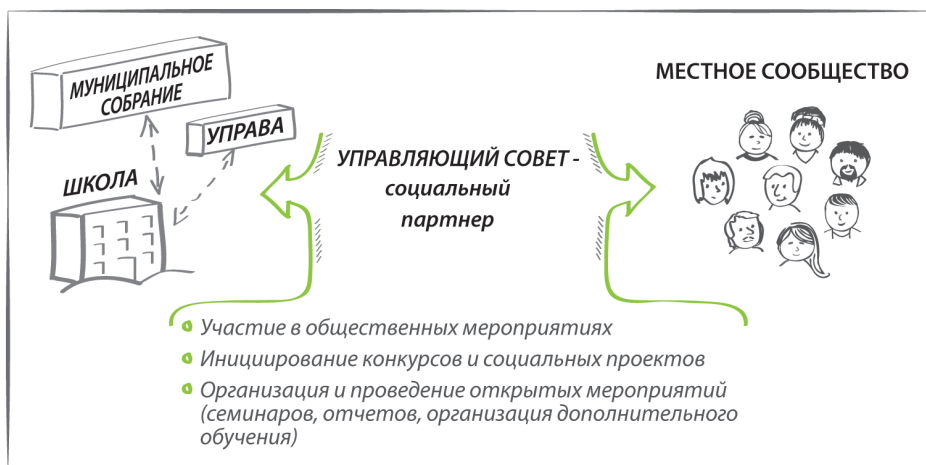 МУНИЦИПАЛЬНОЕ
СОБРАНИЕ
УПРАВА
ШКОЛА
УПРАВЛЯЮЩИЙ СОВЕТ -
социальный
партнер
МЕСТНОЕ СООБЩЕСТВО
Участие в общественных мероприятиях
Инициирование конкурсов и социальных проектов
Организация и проведение открытых мероприятий
(семинаров, отчетов, организация дополнительного
обучения)